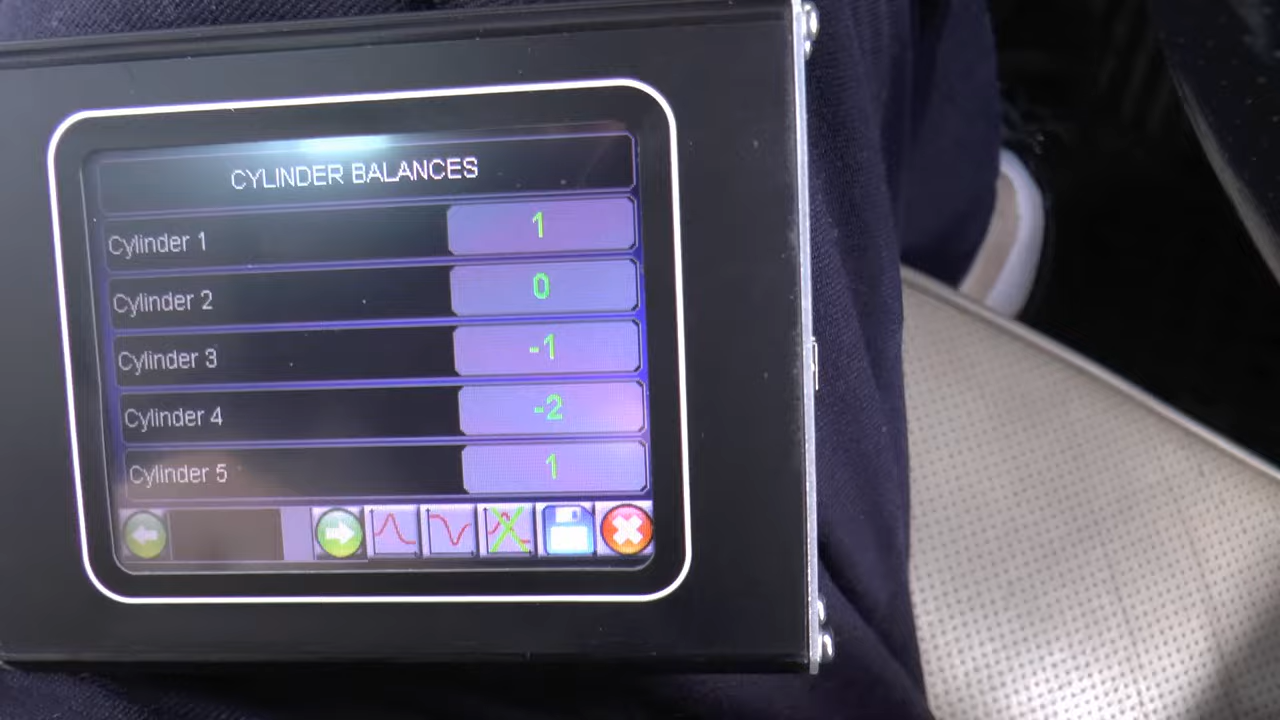 CYLINDER BALANCES
Cylinder 1 1
Cylinder 2 0
Cylinder 3 -1
Cylinder 4 -2
Cylinder 5 1